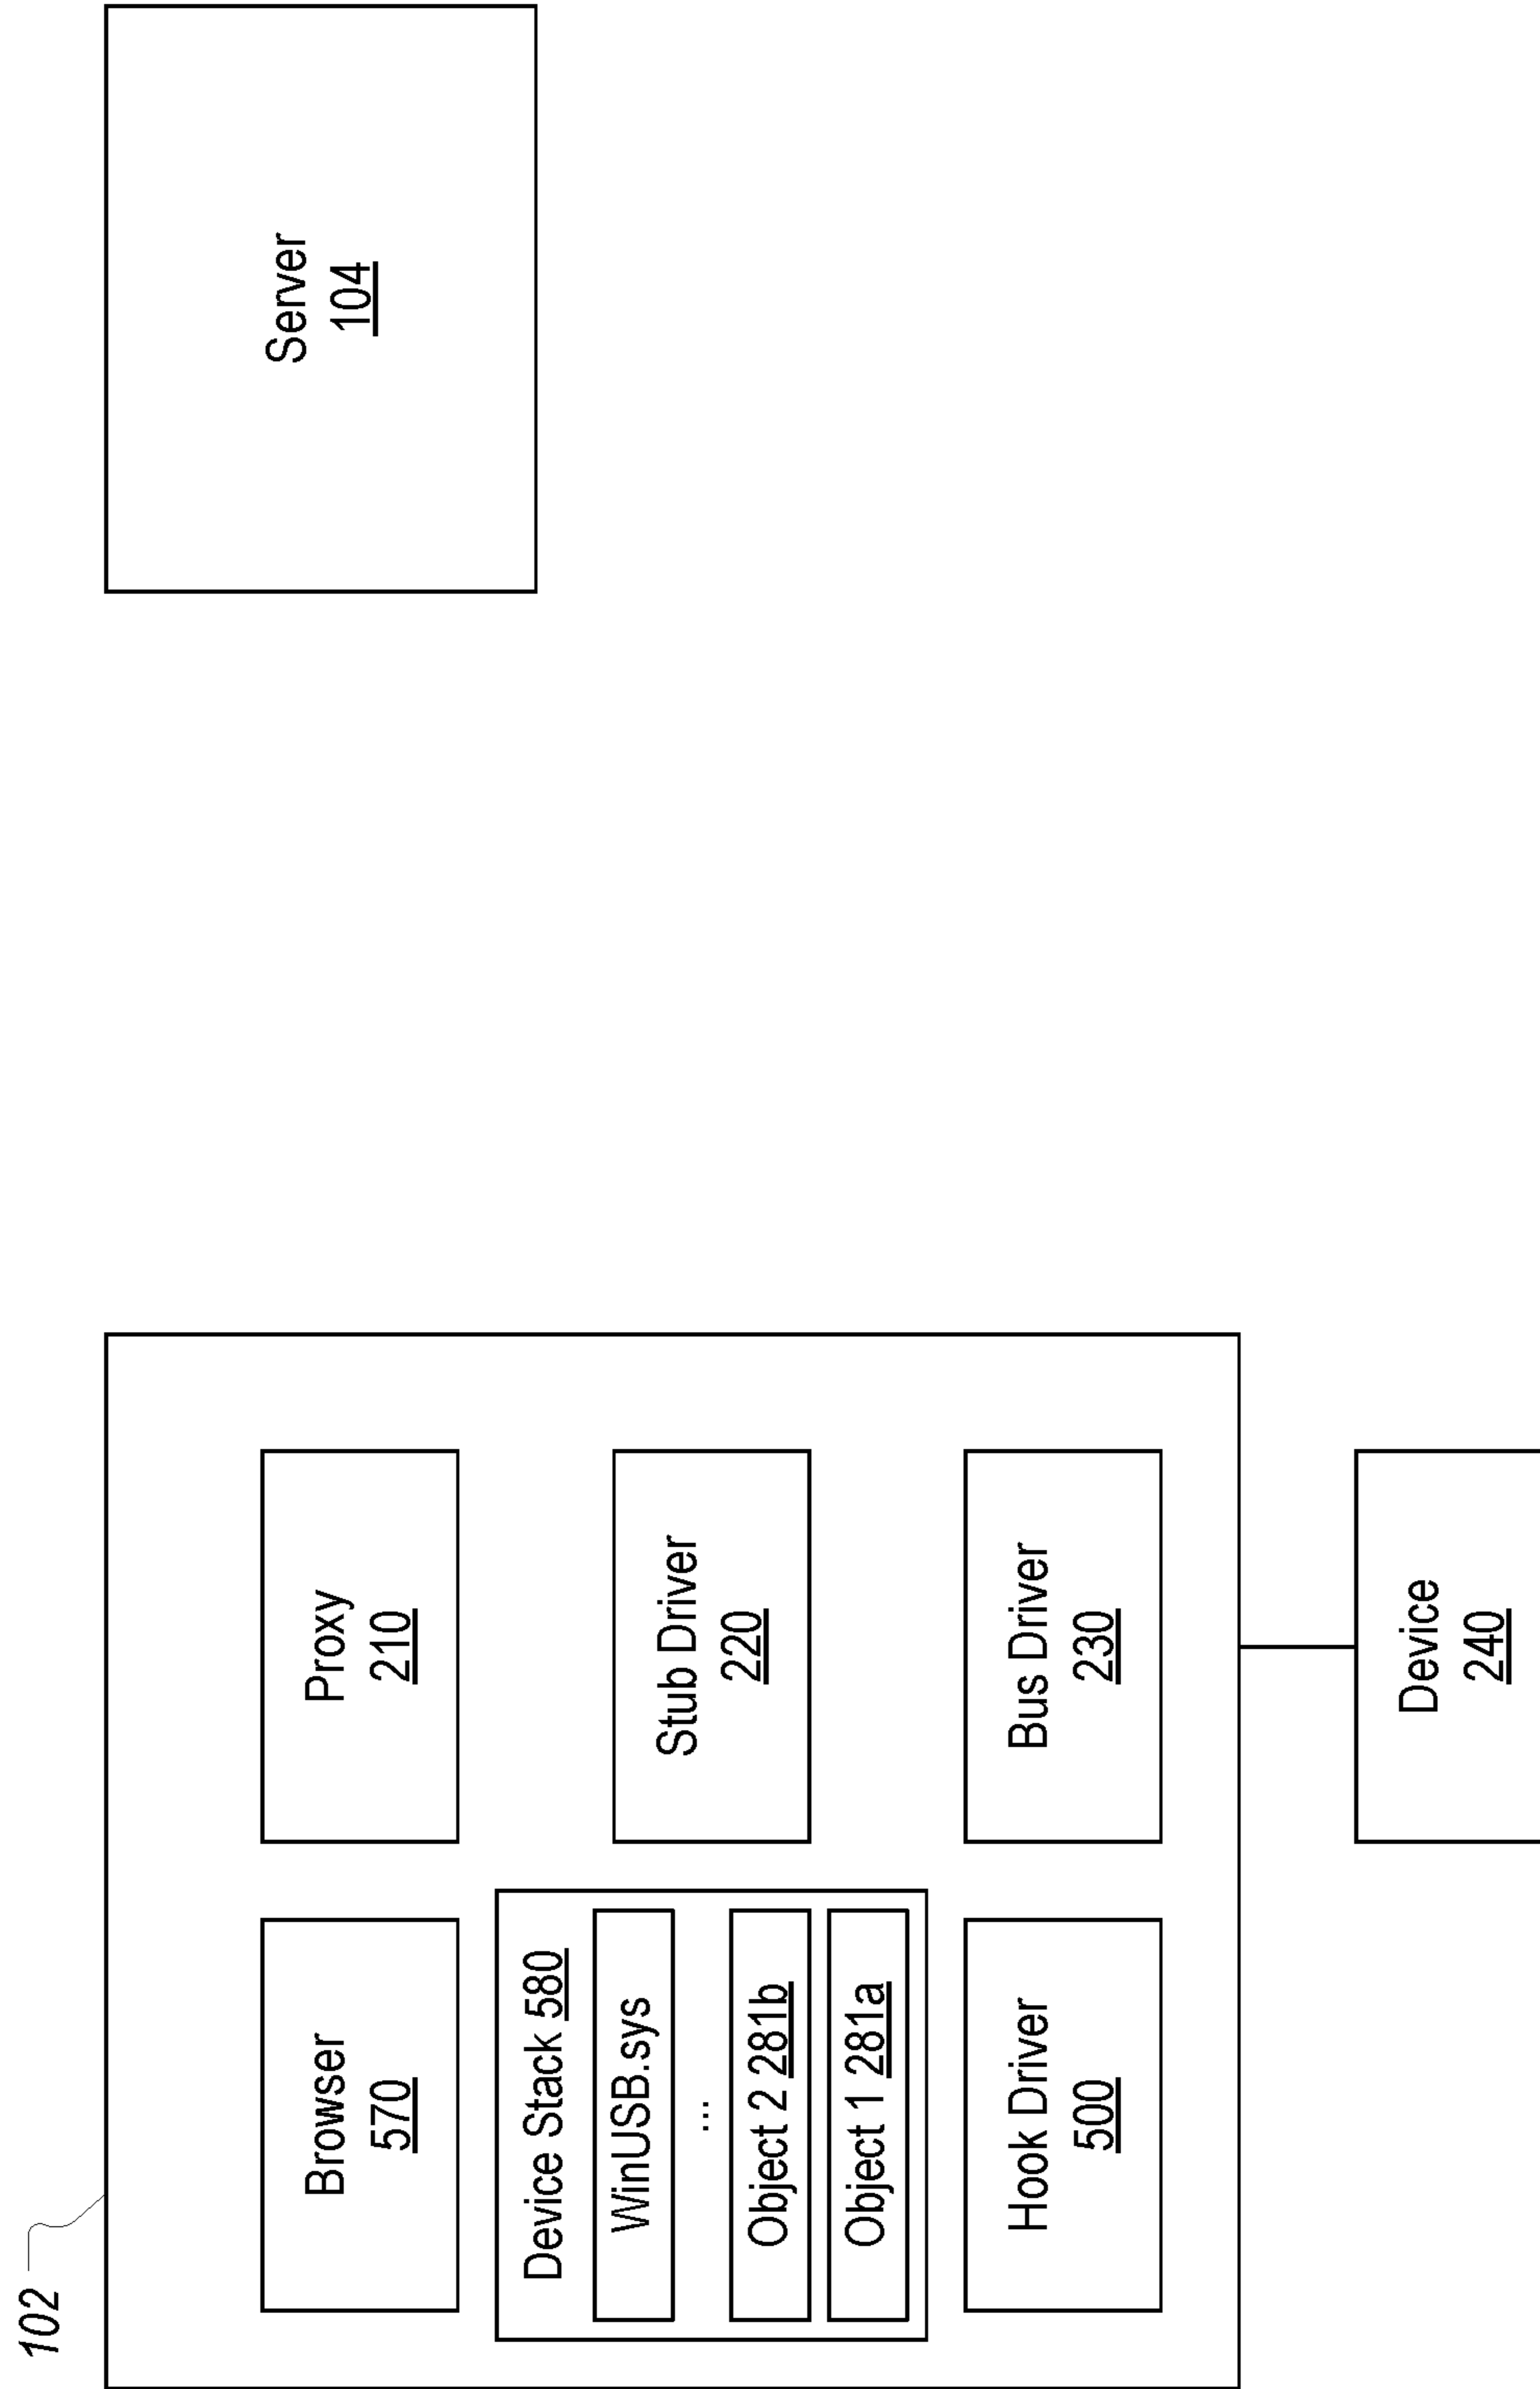 102
Browser
570
Proxy
210
Server
104
Device Stack 580
WinUSB.sys
...
Object 2 281b
Object 1 281a
Stub Driver
220
Hook Driver
500
Bus Driver
230
Device
240